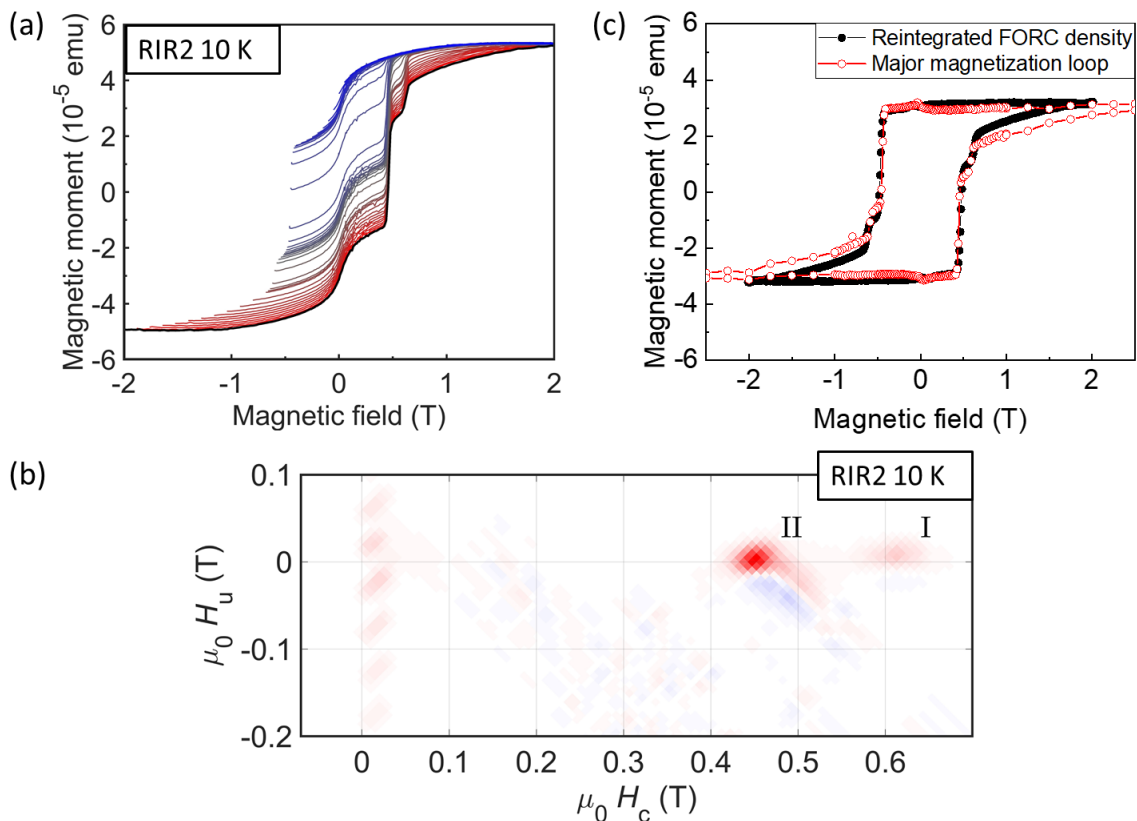 (a)
RIR2 10 K
Magnetic moment (10⁻⁵ emu)
6
4
2
0
-2
-4
-6
-2
-1
0
1
2
Magnetic field (T)
(c)
Reintegrated FORC density
Major magnetization loop
Magnetic moment (10⁻⁵ emu)
6
4
2
0
-2
-4
-6
-2
-1
0
1
2
Magnetic field (T)
(b)
RIR2 10 K
II
I
μ₀ Hᵤ (T)
0.1
0
-0.1
-0.2
0
0.1
0.2
0.3
0.4
0.5
0.6
μ₀ H_c (T)